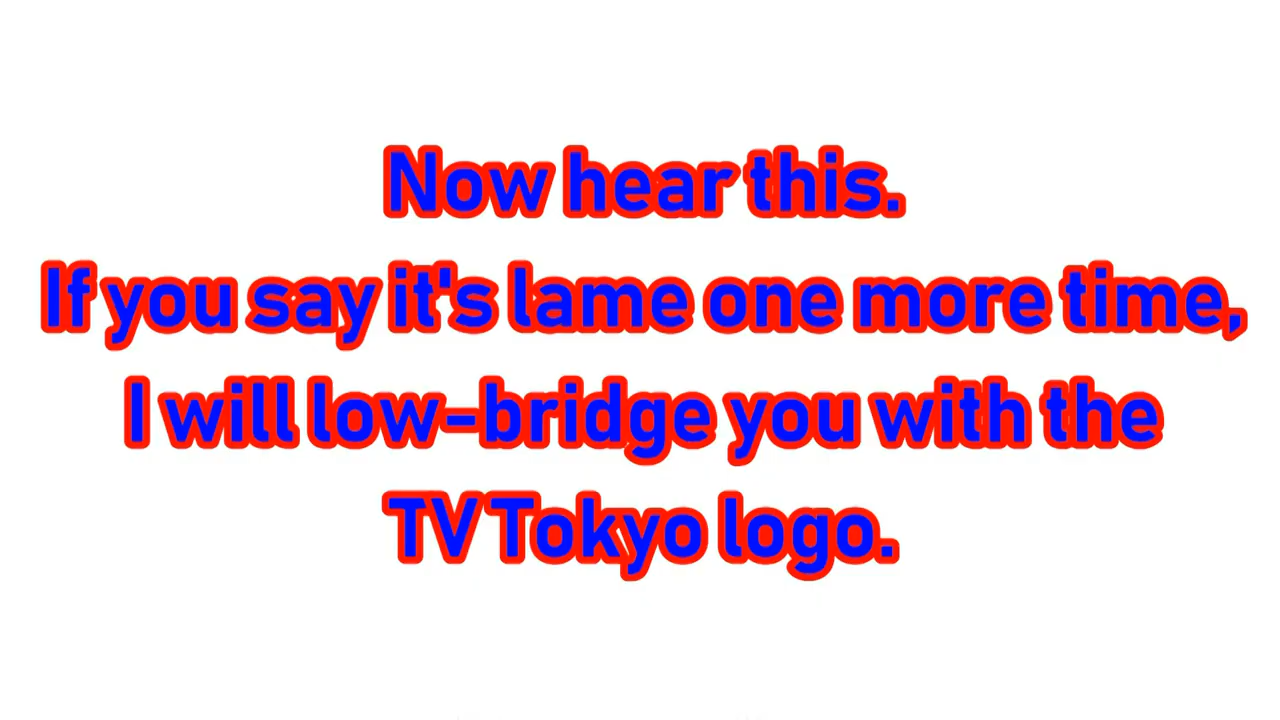 Now hear this.
If you say it's lame one more time,
I will low-bridge you with the
TV Tokyo logo.